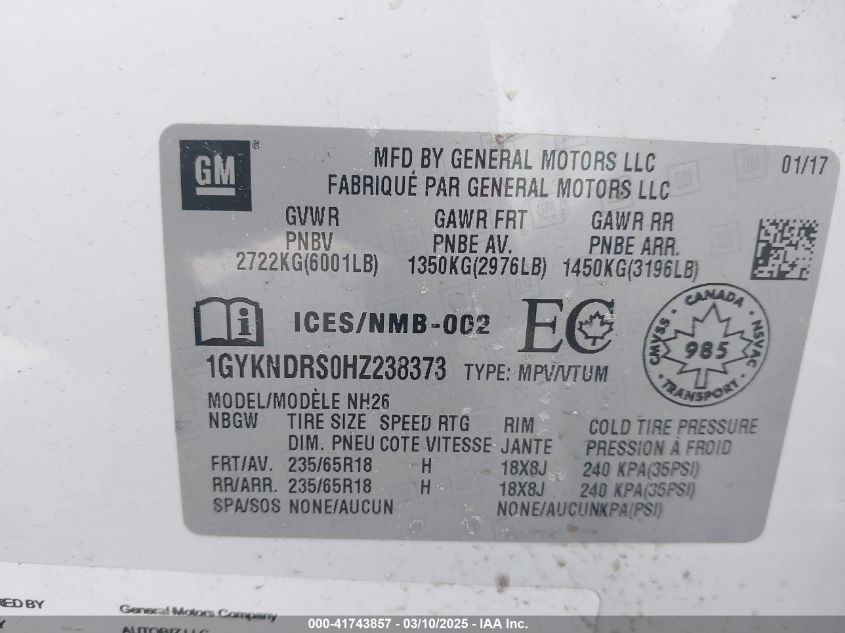 GM
MFD BY GENERAL MOTORS LLC 01/17
FABRIQUÉ PAR GENERAL MOTORS LLC
GVWR GAWR FRT GAWR RR
PNBV PNBE AV. PNBE ARR.
2722KG(6001LB) 1350KG(2976LB) 1450KG(3196LB)
i ICES/NMB-002 EC
CANADA
CMVSS 985 NSVAC
TRANSPORT
1GYKNDRS0HZ238373 TYPE: MPV/VTUM
MODEL/MODÈLE NH26
NBGW TIRE SIZE SPEED RTG RIM COLD TIRE PRESSURE
DIM. PNEU COTE VITESSE JANTE PRESSION À FROID
FRT/AV. 235/65R18 H 18X8J 240 KPA(35PSI)
RR/ARR. 235/65R18 H 18X8J 240 KPA(35PSI)
SPA/SOS NONE/AUCUN NONE/AUCUNKPA(PSI)
BY General Motors Company
000-41743857 - 03/10/2025 - IAA Inc.